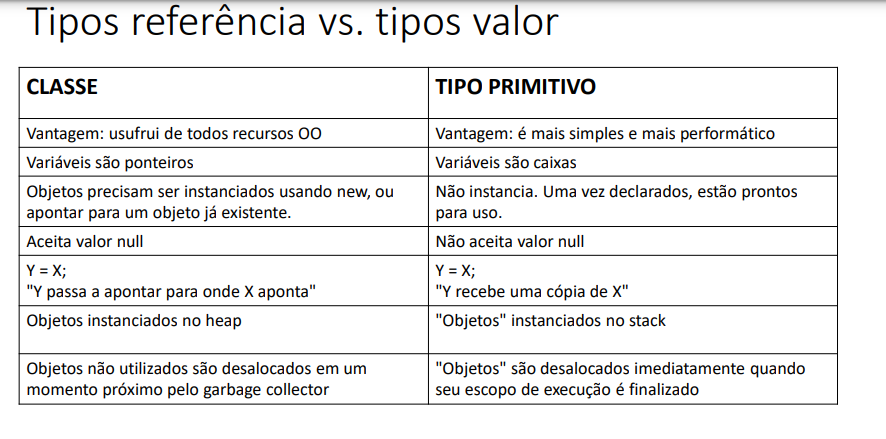 Tipos referência vs. tipos valor
CLASSE
TIPO PRIMITIVO
Vantagem: usufrui de todos recursos OO
Vantagem: é mais simples e mais performático
Variáveis são ponteiros
Variáveis são caixas
Objetos precisam ser instanciados usando new, ou
apontar para um objeto já existente.
Não instancia. Uma vez declarados, estão prontos
para uso.
Aceita valor null
Não aceita valor null
Y = X;
"Y passa a apontar para onde X aponta"
Y = X;
"Y recebe uma cópia de X"
Objetos instanciados no heap
"Objetos" instanciados no stack
Objetos não utilizados são desalocados em um
momento próximo pelo garbage collector
"Objetos" são desalocados imediatamente quando
seu escopo de execução é finalizado